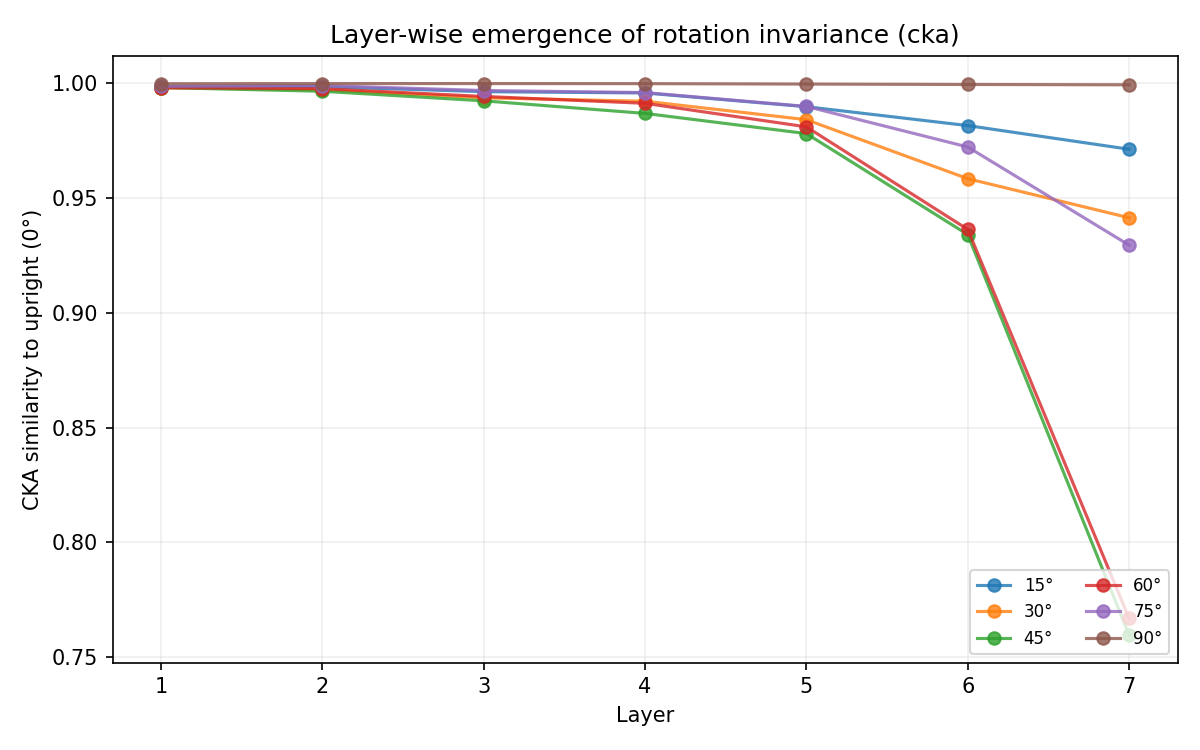 Layer-wise emergence of rotation invariance (cka)
CKA similarity to upright (0°)
1.00
0.95
0.90
0.85
0.80
0.75
1 2 3 4 5 6 7
Layer
15° 60°
30° 75°
45° 90°